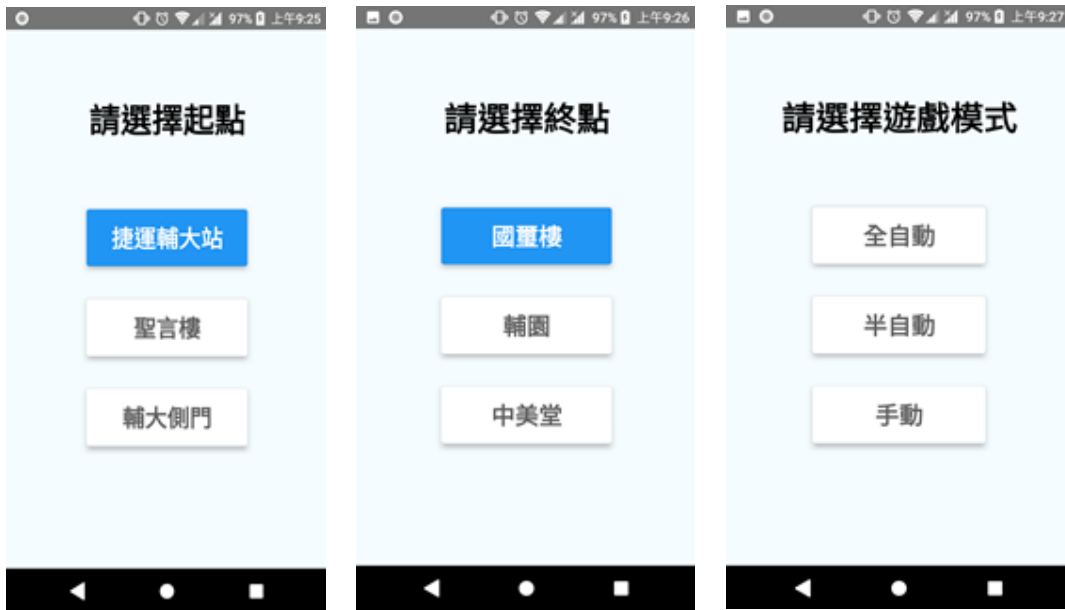 97% 上午9:25
請選擇起點
捷運輔大站
聖言樓
輔大側門
97% 上午9:26
請選擇終點
國璽樓
輔園
中美堂
97% 上午9:27
請選擇遊戲模式
全自動
半自動
手動